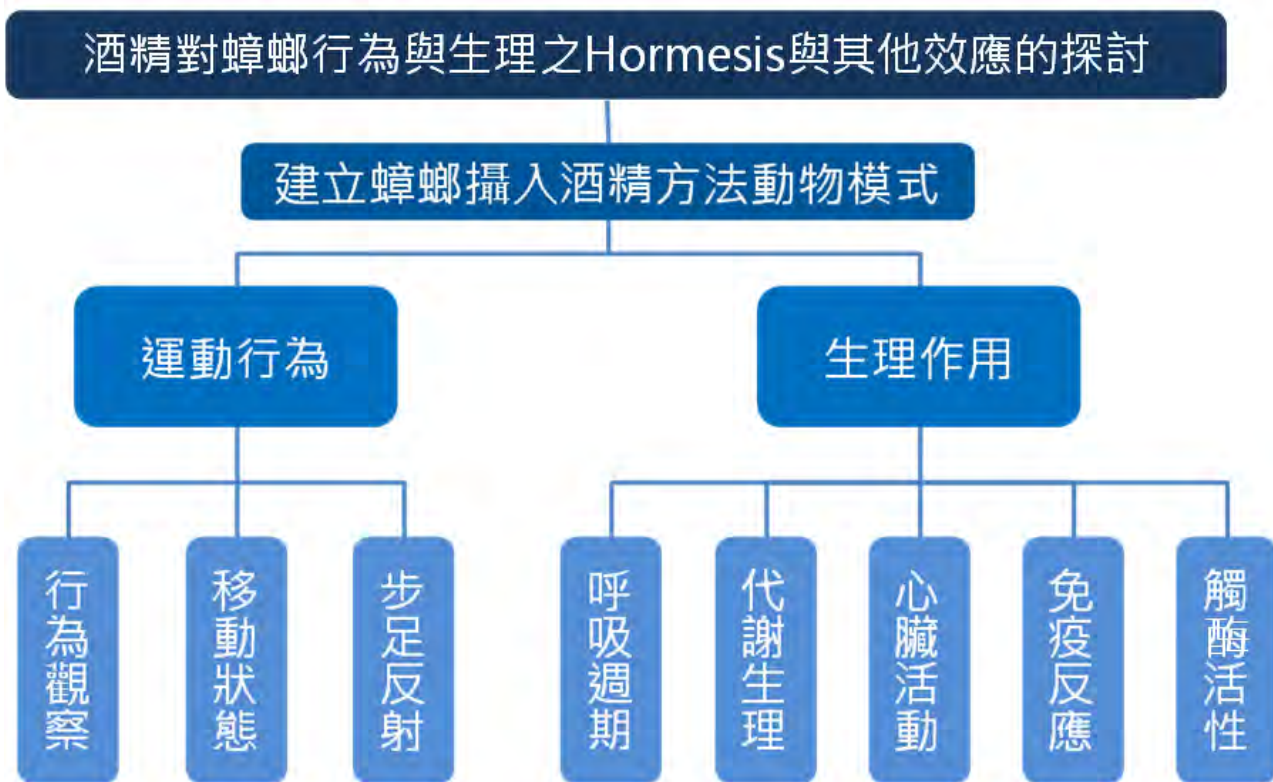 酒精對蟑螂行為與生理之Hormesis與其他效應的探討
建立蟑螂攝入酒精方法動物模式
運動行為
生理作用
行為觀察
移動狀態
步足反射
呼吸週期
代謝生理
心臟活動
免疫反應
觸酶活性